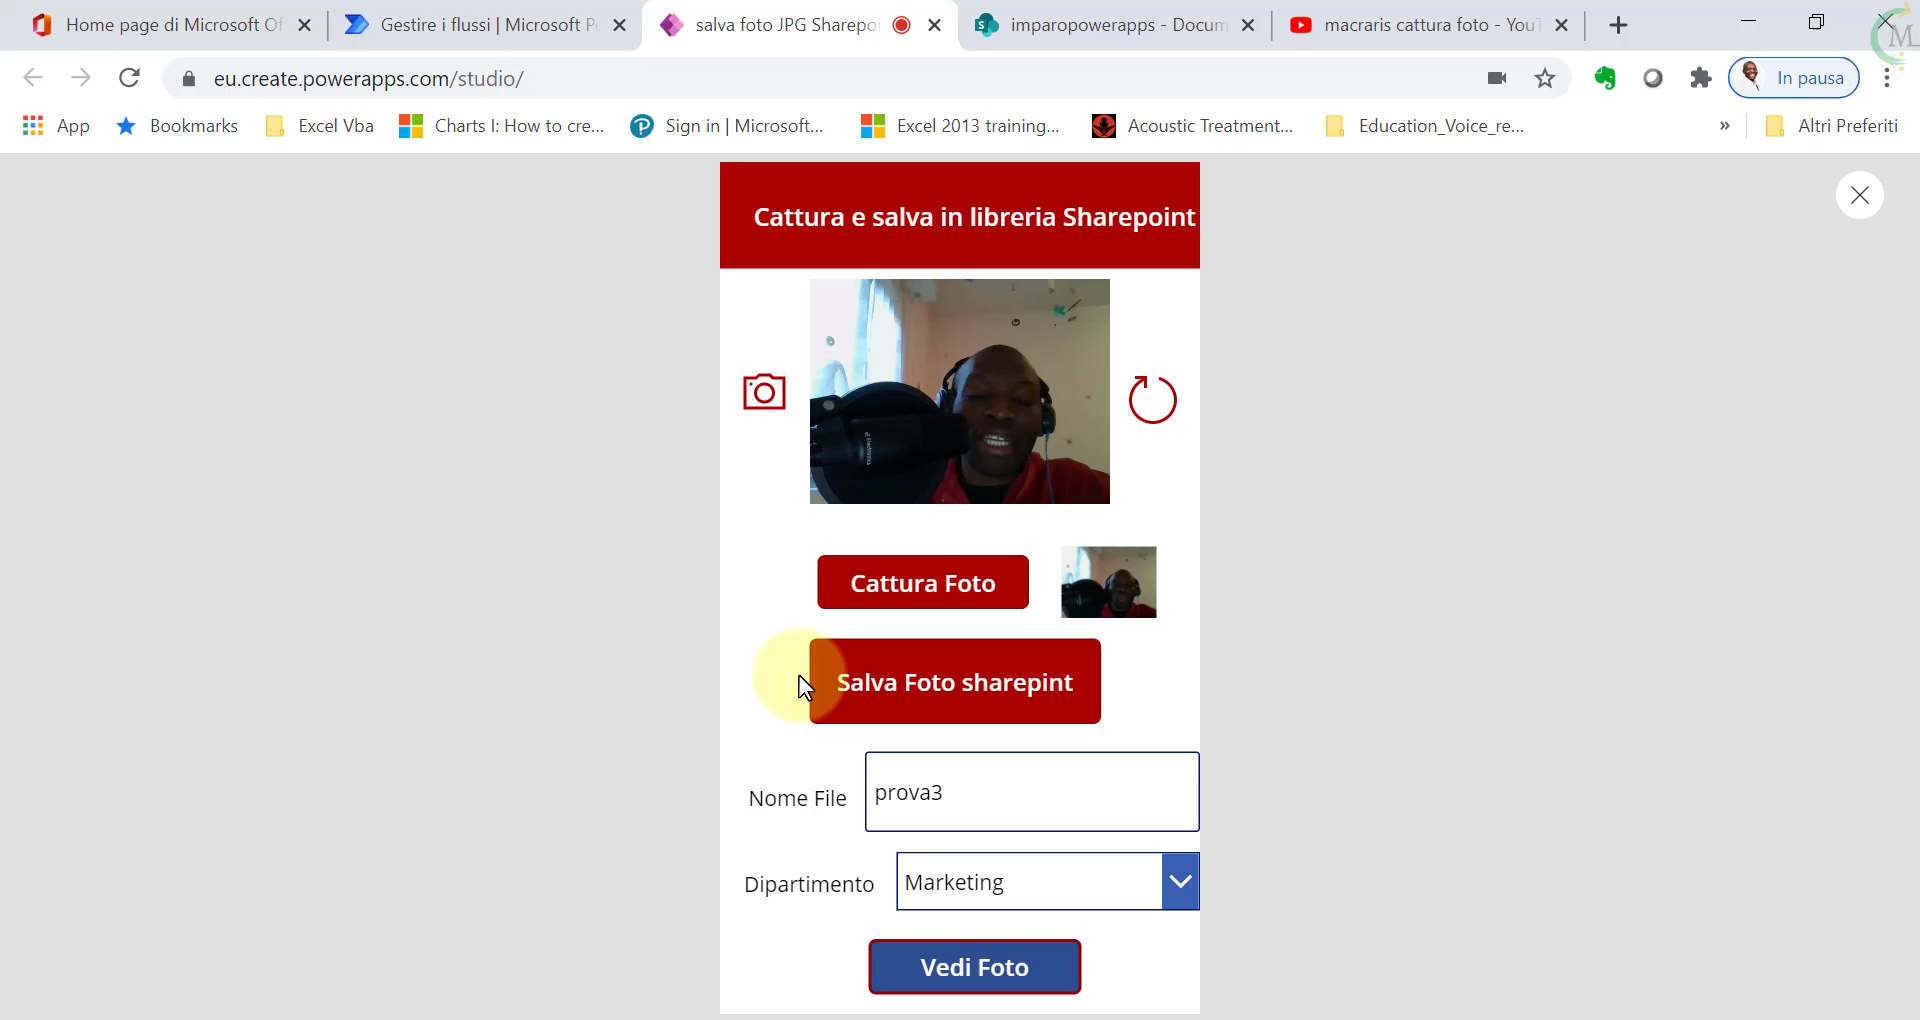 Home page di Microsoft Of
Gestire i flussi | Microsoft Po
salva foto JPG Sharepoi
imparopowerapps - Docum
macraris cattura foto - YouT
eu.create.powerapps.com/studio/
In pausa
App
Bookmarks
Excel Vba
Charts I: How to cre...
Sign in | Microsoft...
Excel 2013 training...
Acoustic Treatment...
Education_Voice_re...
»
Altri Preferiti
Cattura e salva in libreria Sharepoint
Cattura Foto
Salva Foto sharepint
Nome File
prova3
Dipartimento
Marketing
Vedi Foto